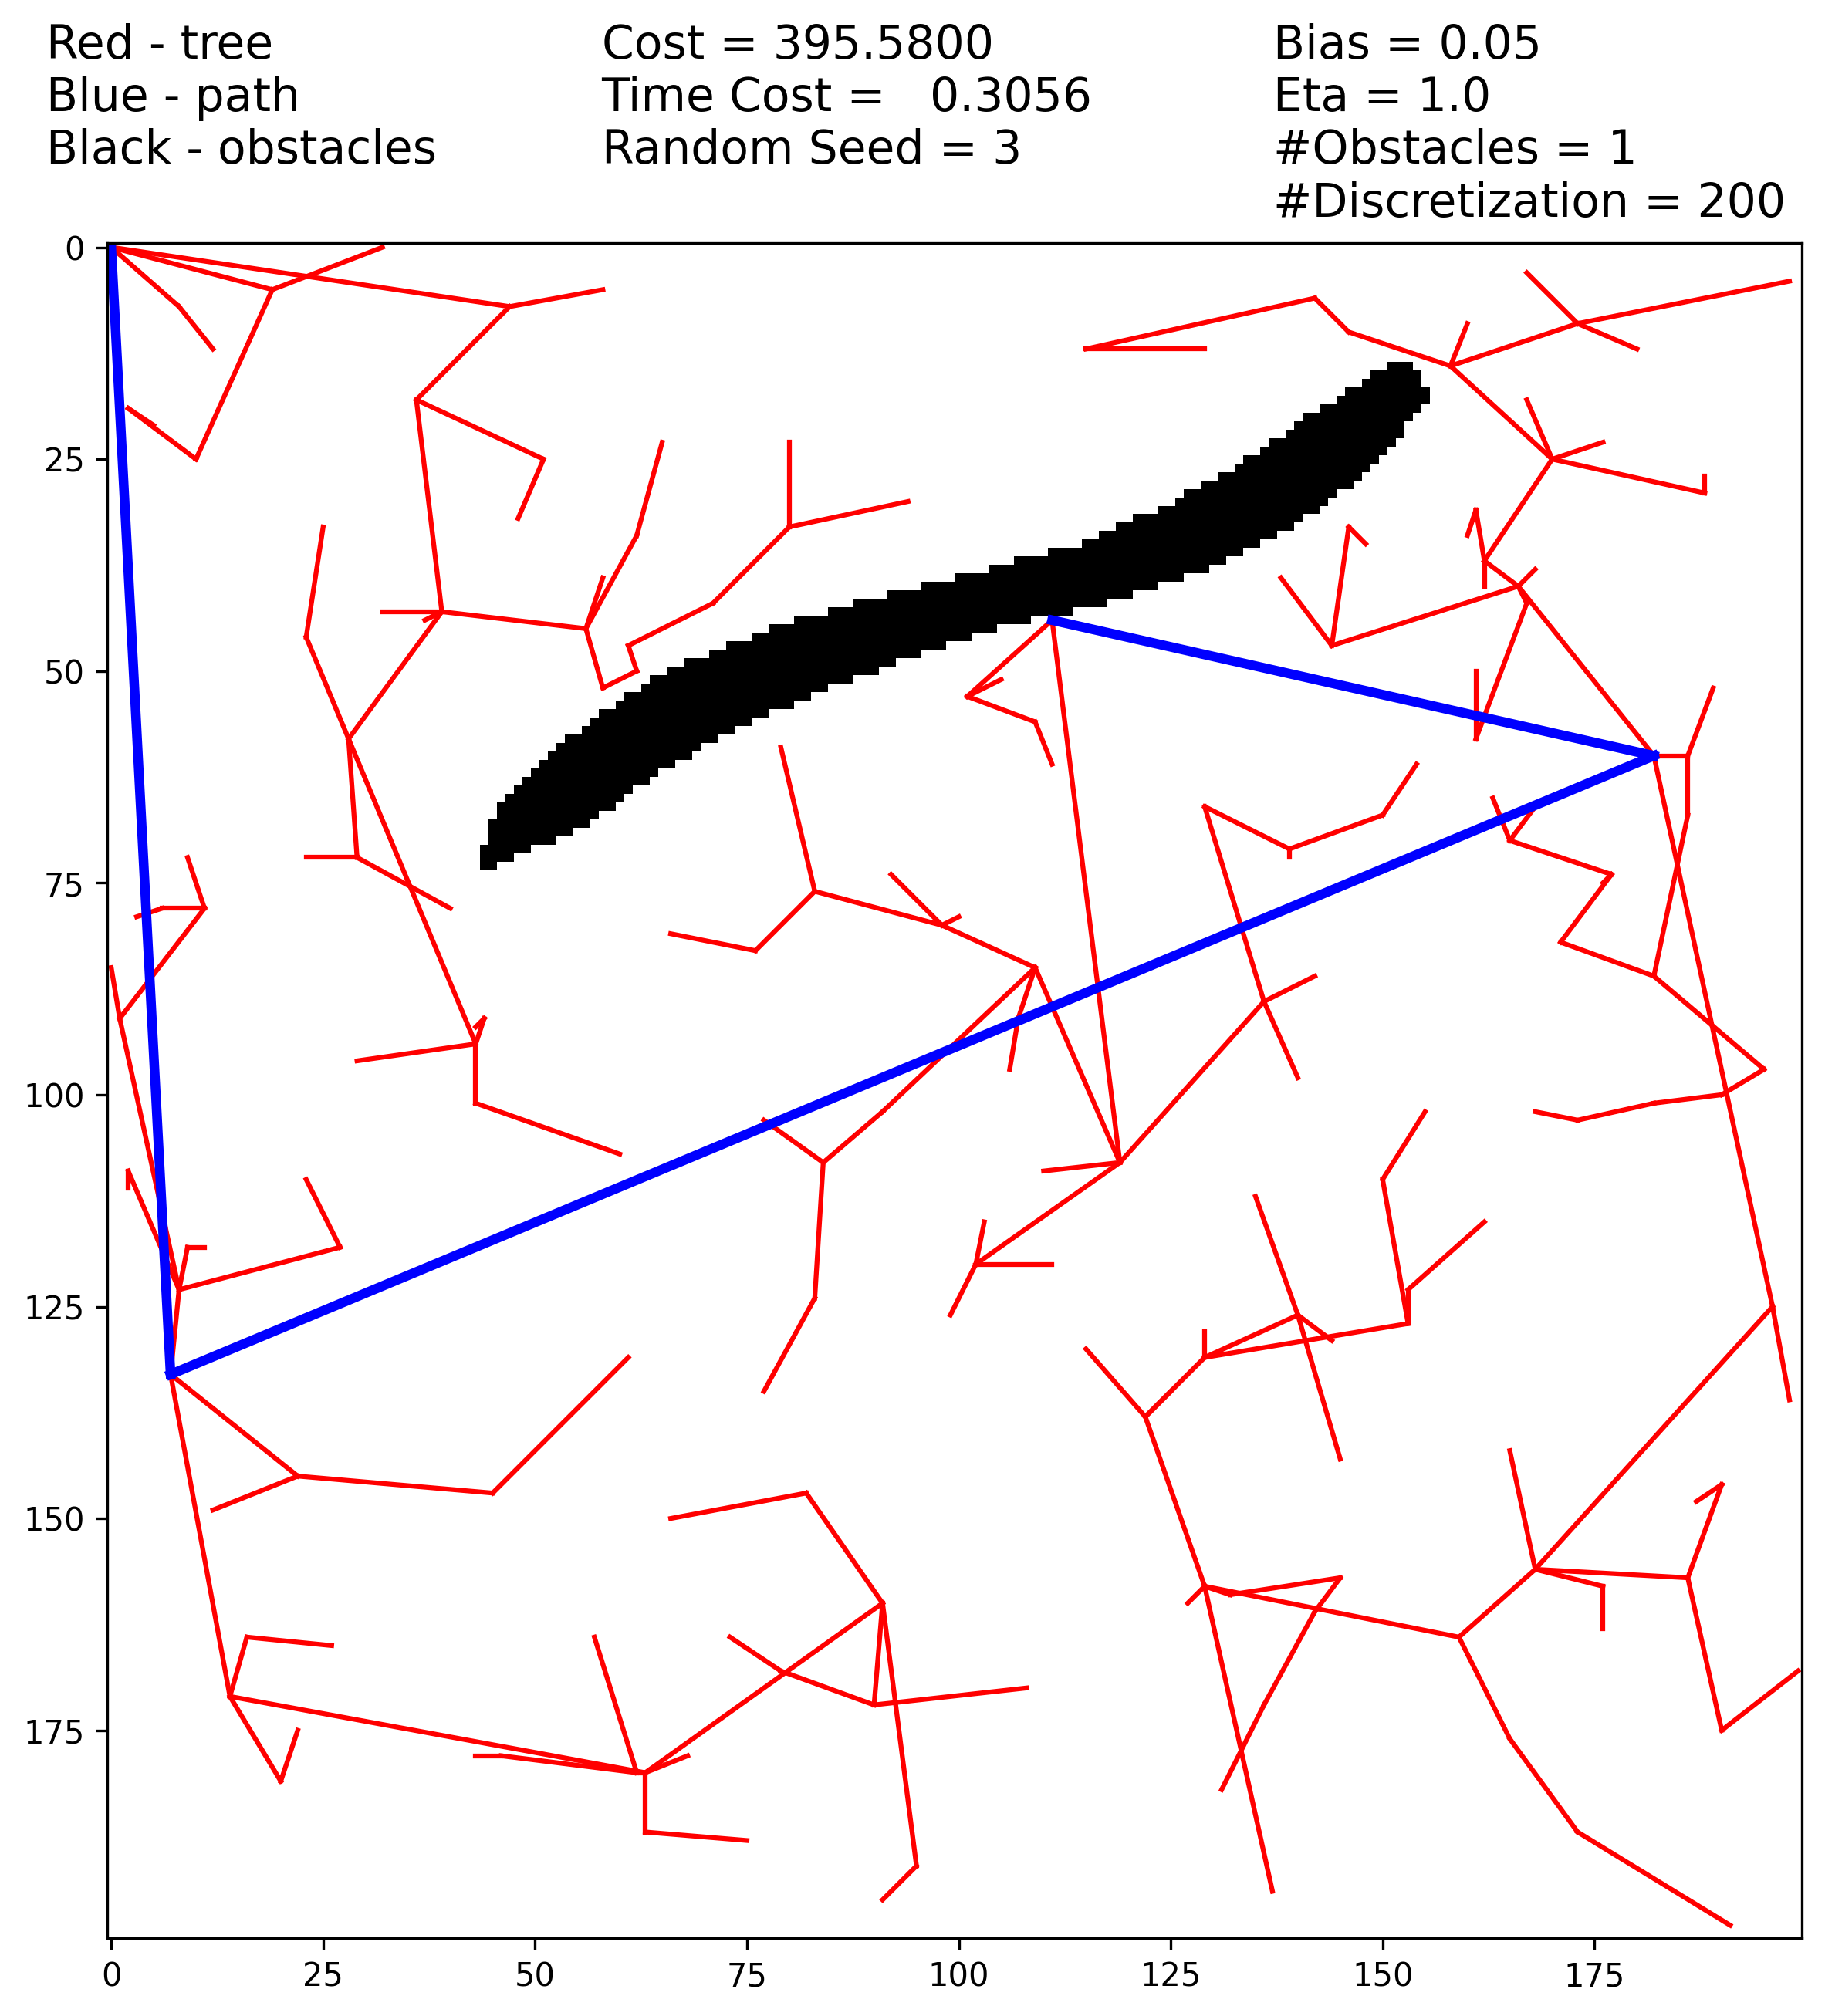 Red - tree
Blue - path
Black - obstacles
Cost = 395.5800
Time Cost =   0.3056
Random Seed = 3
Bias = 0.05
Eta = 1.0
#Obstacles = 1
#Discretization = 200
0
25
50
75
100
125
150
175
0
25
50
75
100
125
150
175